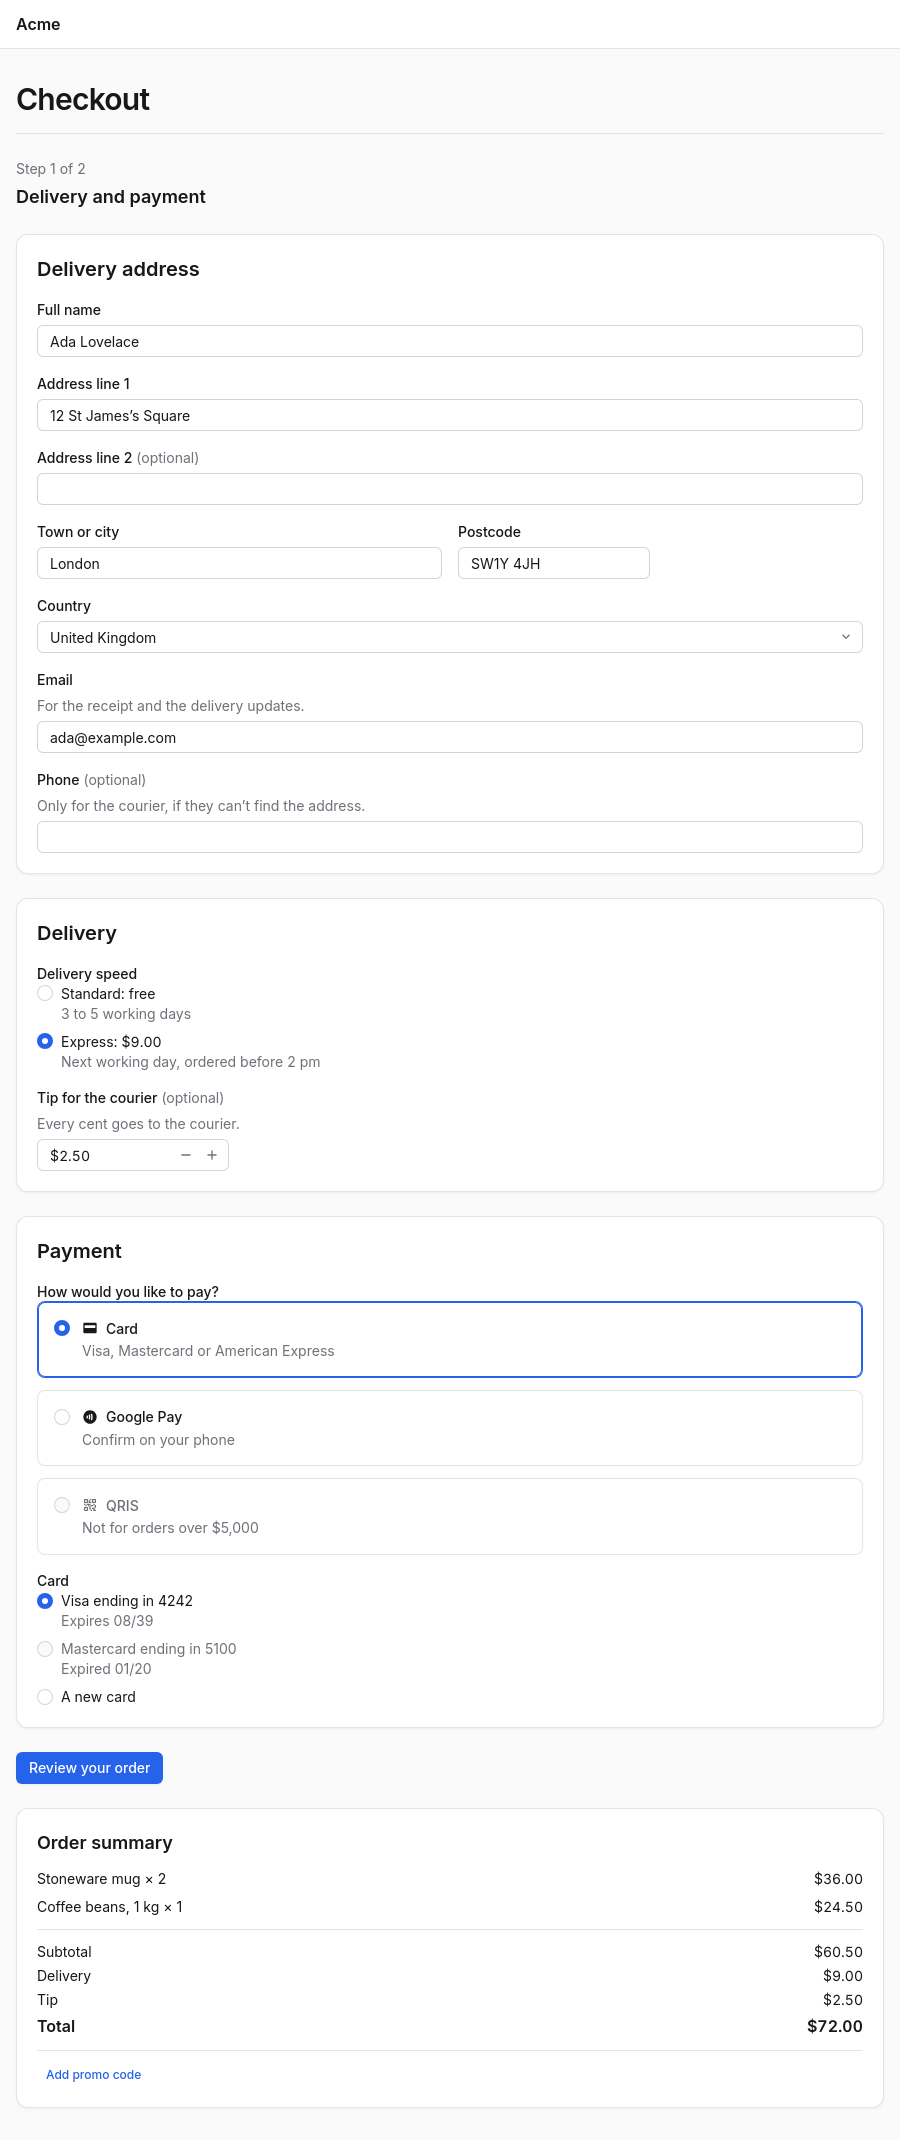 Acme
Checkout
Step 1 of 2
Delivery and payment
Delivery address
Full name
Ada Lovelace
Address line 1
12 St James’s Square
Address line 2 (optional)
Town or city
Postcode
London
SW1Y 4JH
Country
United Kingdom
Email
For the receipt and the delivery updates.
ada@example.com
Phone (optional)
Only for the courier, if they can’t find the address.
Delivery
Delivery speed
Standard: free
3 to 5 working days
Express: $9.00
Next working day, ordered before 2 pm
Tip for the courier (optional)
Every cent goes to the courier.
$2.50
Payment
How would you like to pay?
Card
Visa, Mastercard or American Express
Google Pay
Confirm on your phone
QRIS
Not for orders over $5,000
Card
Visa ending in 4242
Expires 08/39
Mastercard ending in 5100
Expired 01/20
A new card
Review your order
Order summary
Stoneware mug × 2 $36.00
Coffee beans, 1 kg × 1 $24.50
Subtotal $60.50
Delivery $9.00
Tip $2.50
Total $72.00
Add promo code